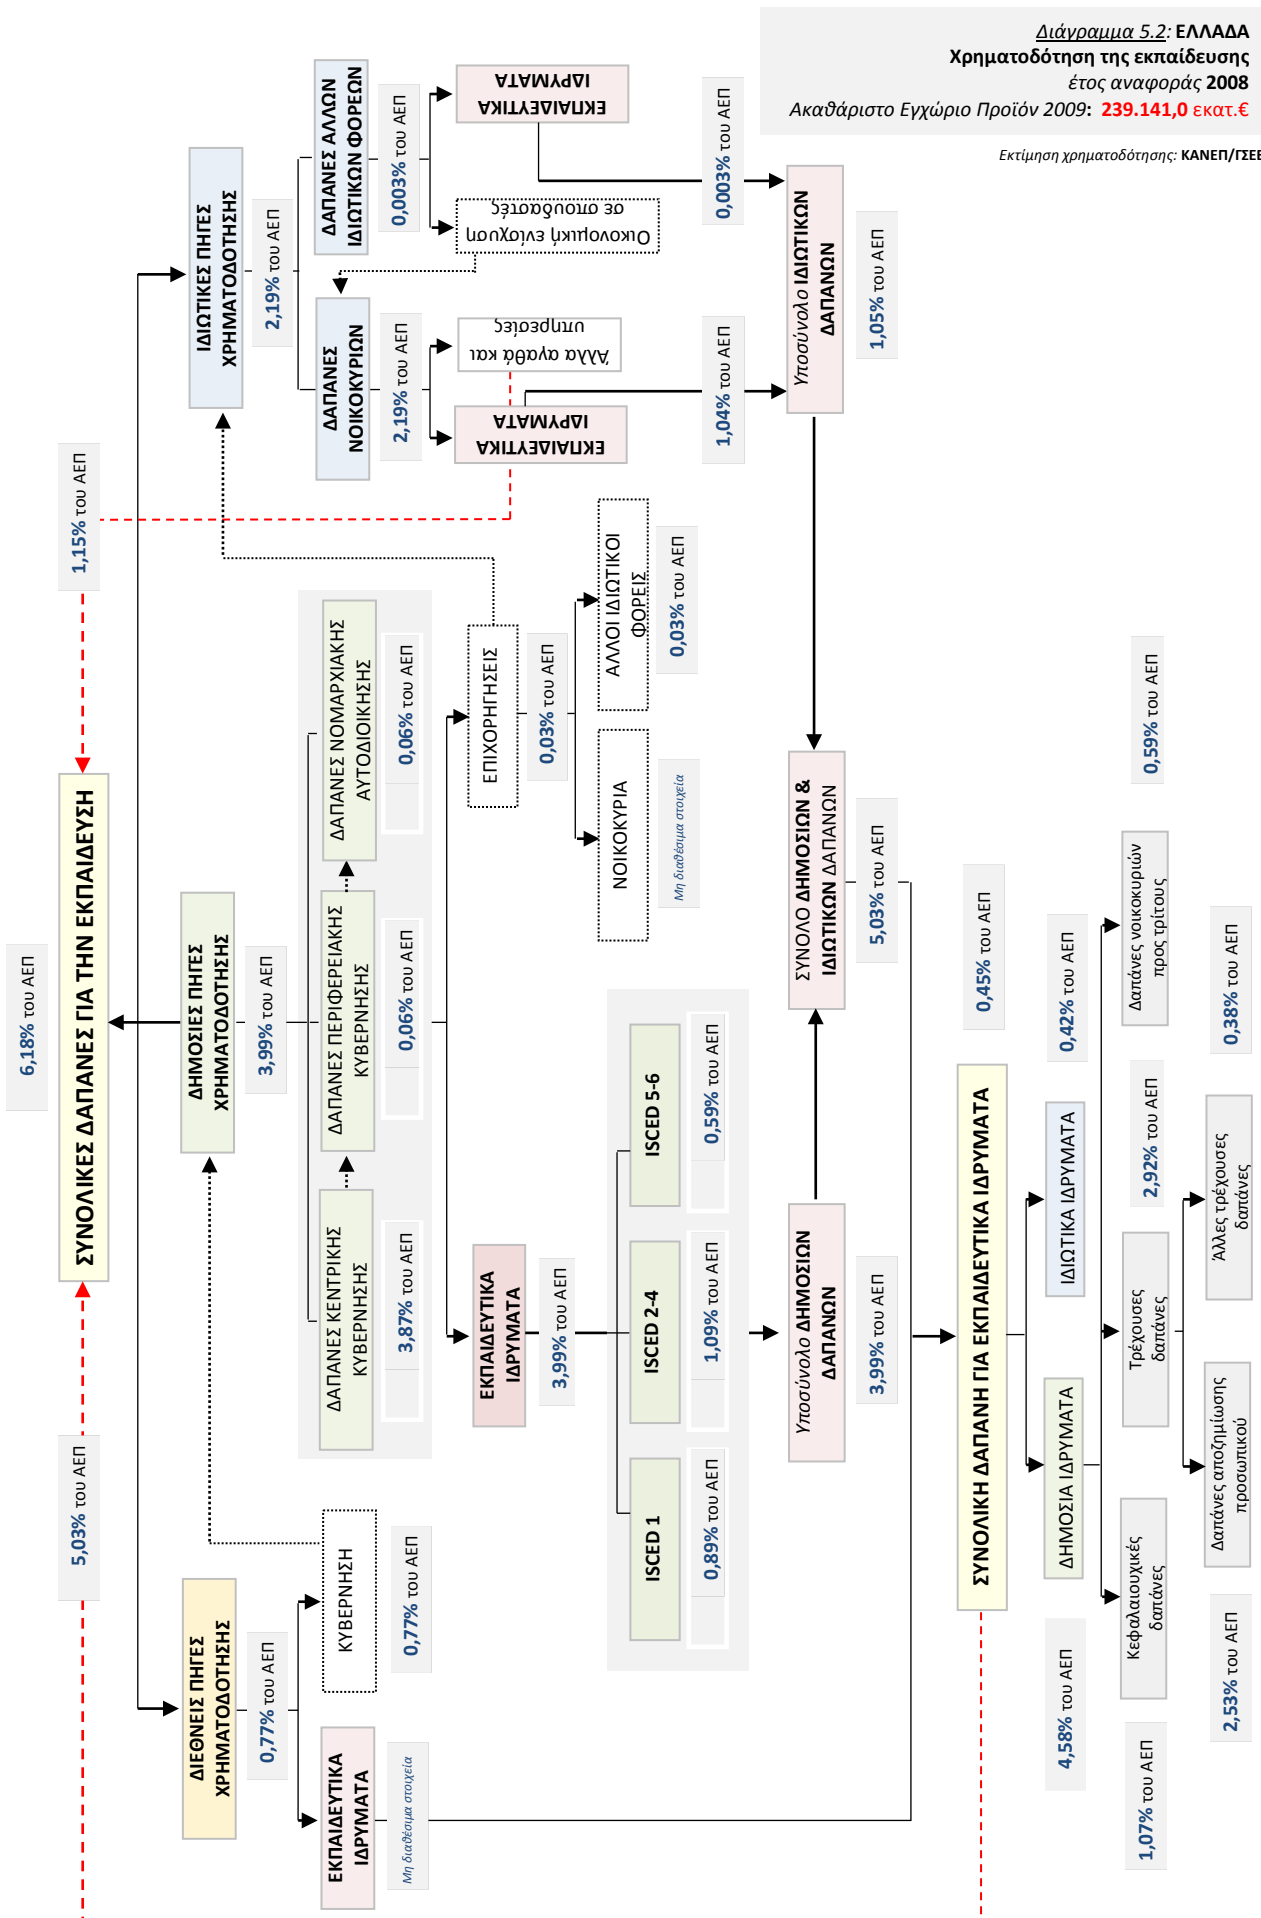 Διάγραμμα 5.2: ΕΛΛΑΔΑ
Χρηματοδότηση της εκπαίδευσης
έτος αναφοράς 2008
Ακαθάριστο Εγχώριο Προϊόν 2009: 239.141,0 εκατ.€
Εκτίμηση χρηματοδότησης: ΚΑΝΕΠ/ΓΣΕΕ
6,18% του ΑΕΠ
ΣΥΝΟΛΙΚΕΣ ΔΑΠΑΝΕΣ ΓΙΑ ΤΗΝ ΕΚΠΑΙΔΕΥΣΗ
5,03% του ΑΕΠ
1,15% του ΑΕΠ
ΔΙΕΘΝΕΙΣ ΠΗΓΕΣ
ΧΡΗΜΑΤΟΔΟΤΗΣΗΣ
0,77% του ΑΕΠ
ΔΗΜΟΣΙΕΣ ΠΗΓΕΣ
ΧΡΗΜΑΤΟΔΟΤΗΣΗΣ
3,99% του ΑΕΠ
ΙΔΙΩΤΙΚΕΣ ΠΗΓΕΣ
ΧΡΗΜΑΤΟΔΟΤΗΣΗΣ
2,19% του ΑΕΠ
ΕΚΠΑΙΔΕΥΤΙΚΑ
ΙΔΡΥΜΑΤΑ
Μη διαθέσιμα στοιχεία
ΚΥΒΕΡΝΗΣΗ
0,77% του ΑΕΠ
ΔΑΠΑΝΕΣ ΚΕΝΤΡΙΚΗΣ
ΚΥΒΕΡΝΗΣΗΣ
3,87% του ΑΕΠ
ΔΑΠΑΝΕΣ ΠΕΡΙΦΕΡΕΙΑΚΗΣ
ΚΥΒΕΡΝΗΣΗΣ
0,06% του ΑΕΠ
ΔΑΠΑΝΕΣ ΝΟΜΑΡΧΙΑΚΗΣ
ΑΥΤΟΔΙΟΙΚΗΣΗΣ
0,06% του ΑΕΠ
ΔΑΠΑΝΕΣ
ΝΟΙΚΟΚΥΡΙΩΝ
2,19% του ΑΕΠ
ΔΑΠΑΝΕΣ ΑΛΛΩΝ
ΙΔΙΩΤΙΚΩΝ ΦΟΡΕΩΝ
0,003% του ΑΕΠ
ΕΚΠΑΙΔΕΥΤΙΚΑ
ΙΔΡΥΜΑΤΑ
3,99% του ΑΕΠ
ΕΠΙΧΟΡΗΓΗΣΕΙΣ
0,03% του ΑΕΠ
ΕΚΠΑΙΔΕΥΤΙΚΑ
ΙΔΡΥΜΑΤΑ
Άλλα αγαθά και
υπηρεσίες
Οικονομική ενίσχυση
σε σπουδαστές
ΕΚΠΑΙΔΕΥΤΙΚΑ
ΙΔΡΥΜΑΤΑ
ΝΟΙΚΟΚΥΡΙΑ
Μη διαθέσιμα στοιχεία
ΑΛΛΟΙ ΙΔΙΩΤΙΚΟΙ
ΦΟΡΕΙΣ
0,03% του ΑΕΠ
ISCED 1
0,89% του ΑΕΠ
ISCED 2-4
1,09% του ΑΕΠ
ISCED 5-6
0,59% του ΑΕΠ
1,04% του ΑΕΠ
0,003% του ΑΕΠ
Υποσύνολο ΔΗΜΟΣΙΩΝ
ΔΑΠΑΝΩΝ
3,99% του ΑΕΠ
ΣΥΝΟΛΟ ΔΗΜΟΣΙΩΝ &
ΙΔΙΩΤΙΚΩΝ ΔΑΠΑΝΩΝ
5,03% του ΑΕΠ
Υποσύνολο ΙΔΙΩΤΙΚΩΝ
ΔΑΠΑΝΩΝ
1,05% του ΑΕΠ
ΣΥΝΟΛΙΚΗ ΔΑΠΑΝΗ ΓΙΑ ΕΚΠΑΙΔΕΥΤΙΚΑ ΙΔΡΥΜΑΤΑ
0,45% του ΑΕΠ
4,58% του ΑΕΠ
ΔΗΜΟΣΙΑ ΙΔΡΥΜΑΤΑ
ΙΔΙΩΤΙΚΑ ΙΔΡΥΜΑΤΑ
0,42% του ΑΕΠ
1,07% του ΑΕΠ
Κεφαλαιουχικές
δαπάνες
Τρέχουσες
δαπάνες
2,92% του ΑΕΠ
Δαπάνες νοικοκυριών
προς τρίτους
0,59% του ΑΕΠ
2,53% του ΑΕΠ
Δαπάνες αποζημίωσης
προσωπικού
Άλλες τρέχουσες
δαπάνες
0,38% του ΑΕΠ